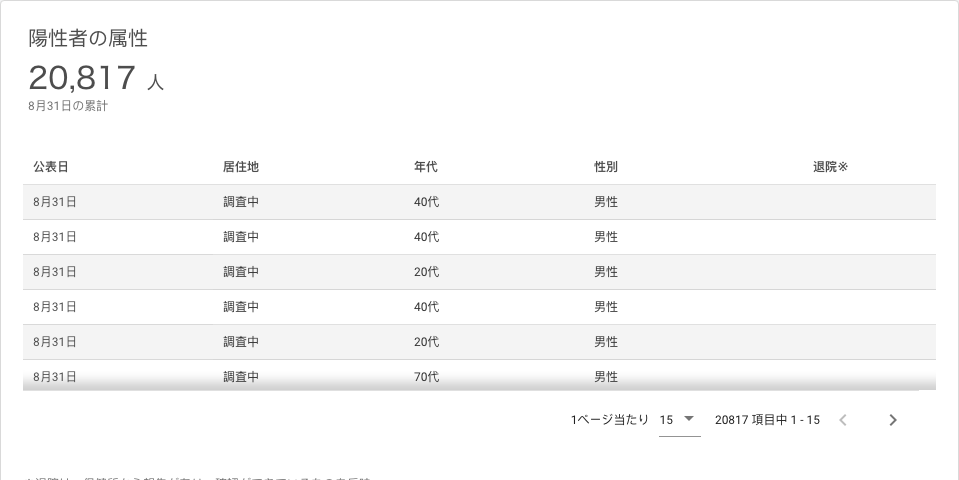 陽性者の属性
20,817 人
8月31日の累計
公表日 居住地 年代 性別 退院※
8月31日 調査中 40代 男性
8月31日 調査中 40代 男性
8月31日 調査中 20代 男性
8月31日 調査中 40代 男性
8月31日 調査中 20代 男性
8月31日 調査中 70代 男性
1ページ当たり 15 20817 項目中 1 - 15